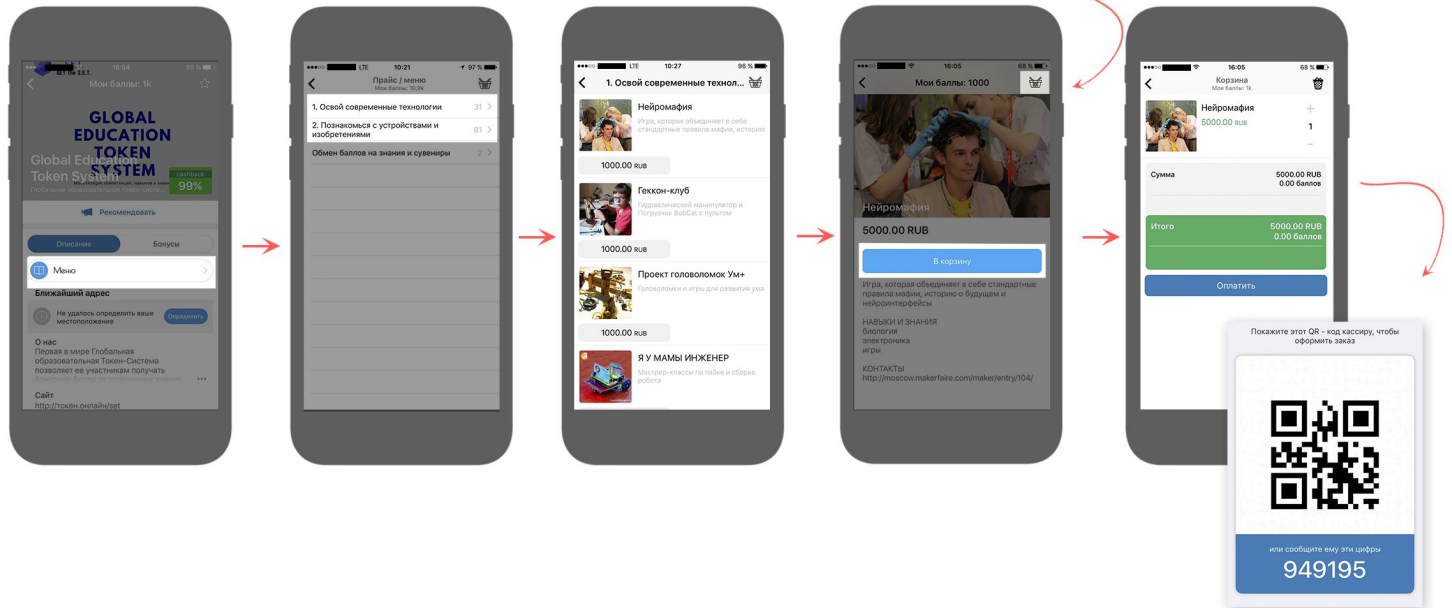 16:04
69 %
GET the S.E.T.
Мои баллы: 1k
GLOBAL
EDUCATION
TOKEN
SYSTEM
Global Education
Token System
Глобальная образовательная токен-систе...
cashback
99%
Рекомендовать
Описание
Бонусы
Меню
Ближайший адрес
Не удалось определить ваше
местоположение
Определить
О нас
Первая в мире Глобальная
образовательная Токен-Система
позволяет ее участникам получать
Сайт
http://токен.онлайн/set
LTE 10:21 97 %
Прайс / меню
Мои баллы: 10,9k
1. Освой современные технологии 31
2. Познакомься с устройствами и
изобретениями 81
Обмен баллов на знания и сувениры 2
LTE 10:27 96 %
1. Освой современные технол...
Нейромафия
Игра, которая объединяет в себе
стандартные правила мафии, историю
1000.00 RUB
Геккон-клуб
Гидравлический манипулятор и
Погрузчик BobCat с пультом
1000.00 RUB
Проект головоломок Ум+
Головоломки и игры для развития ума
1000.00 RUB
Я У МАМЫ ИНЖЕНЕР
Мастрер-классы по пайке и сборка
робота
16:05 68 %
Мои баллы: 1000
Нейромафия
5000.00 RUB
В корзину
Игра, которая объединяет в себе стандартные
правила мафии, историю о будущем и
нейроинтерфейсы
НАВЫКИ И ЗНАНИЯ
биология
электроника
игры
КОНТАКТЫ
http://moscow.makerfaire.com/maker/entry/104/
16:05 68 %
Корзина
Мои баллы: 1k
Нейромафия
5000.00 RUB
1
Сумма 5000.00 RUB
0.00 баллов
Итого 5000.00 RUB
0.00 баллов
Оплатить
Покажите этот QR - код кассиру, чтобы
оформить заказ
или сообщите ему эти цифры
949195